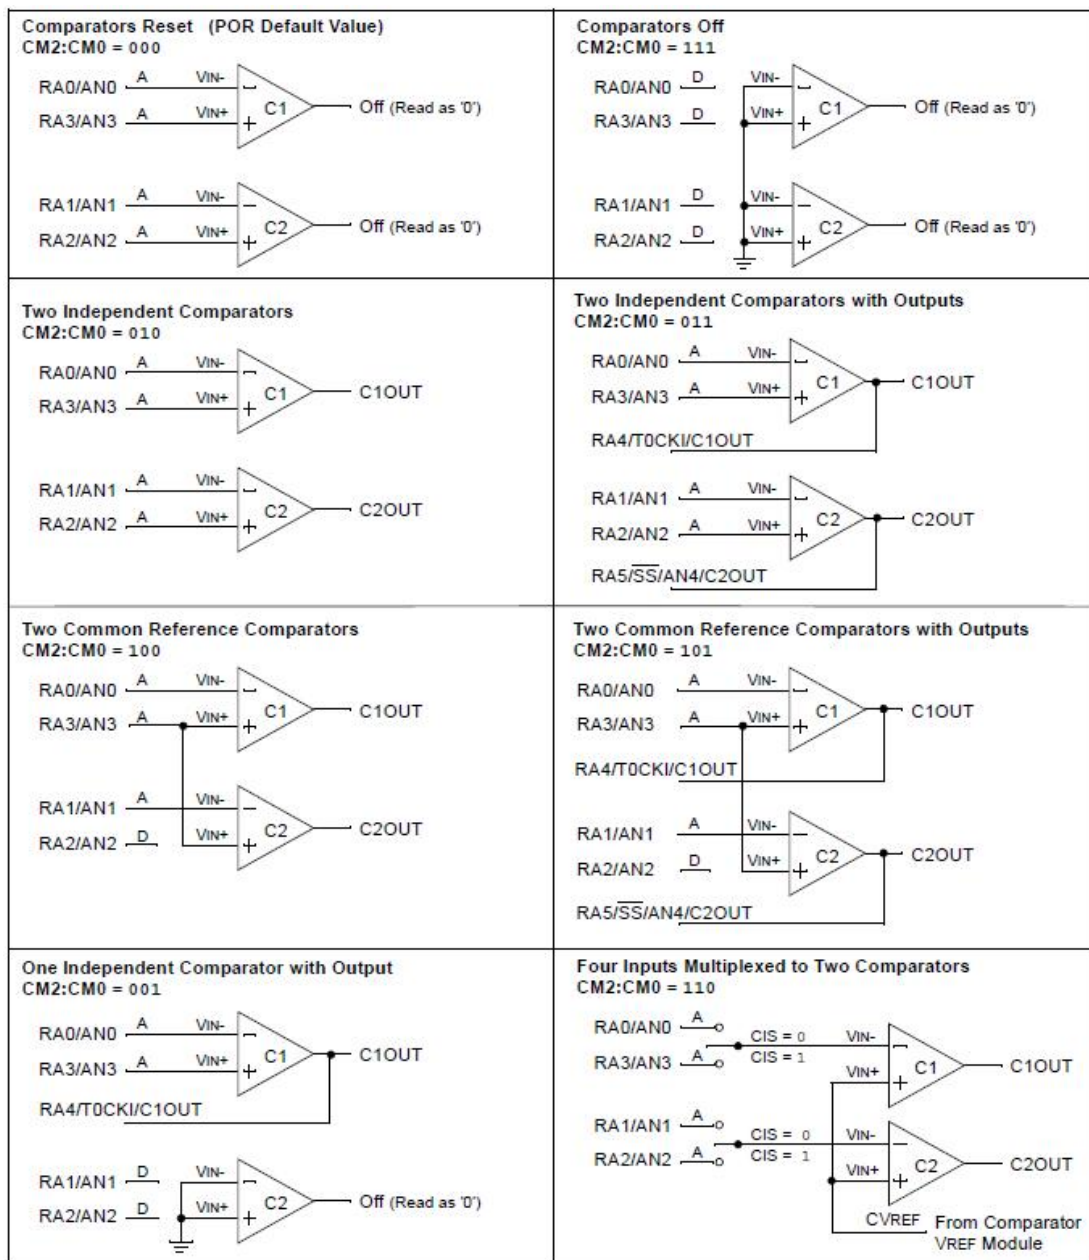 Comparators Reset (POR Default Value)
CM2:CM0 = 000
RA0/AN0 A VIN-
C1 Off (Read as '0')
RA3/AN3 A VIN+
RA1/AN1 A VIN-
C2 Off (Read as '0')
RA2/AN2 A VIN+
Comparators Off
CM2:CM0 = 111
RA0/AN0 D VIN-
C1 Off (Read as '0')
RA3/AN3 D VIN+
RA1/AN1 D VIN-
C2 Off (Read as '0')
RA2/AN2 D VIN+
Two Independent Comparators
CM2:CM0 = 010
RA0/AN0 A VIN-
C1 C1OUT
RA3/AN3 A VIN+
RA1/AN1 A VIN-
C2 C2OUT
RA2/AN2 A VIN+
Two Independent Comparators with Outputs
CM2:CM0 = 011
RA0/AN0 A VIN-
C1 C1OUT
RA3/AN3 A VIN+
RA4/T0CKI/C1OUT
RA1/AN1 A VIN-
C2 C2OUT
RA2/AN2 A VIN+
RA5/SS/AN4/C2OUT
Two Common Reference Comparators
CM2:CM0 = 100
RA0/AN0 A VIN-
C1 C1OUT
RA3/AN3 A VIN+
RA1/AN1 A VIN-
C2 C2OUT
RA2/AN2 D VIN+
Two Common Reference Comparators with Outputs
CM2:CM0 = 101
RA0/AN0 A VIN-
C1 C1OUT
RA3/AN3 A VIN+
RA4/T0CKI/C1OUT
RA1/AN1 A VIN-
C2 C2OUT
RA2/AN2 D VIN+
RA5/SS/AN4/C2OUT
One Independent Comparator with Output
CM2:CM0 = 001
RA0/AN0 A VIN-
C1 C1OUT
RA3/AN3 A VIN+
RA4/T0CKI/C1OUT
RA1/AN1 D VIN-
C2 Off (Read as '0')
RA2/AN2 D VIN+
Four Inputs Multiplexed to Two Comparators
CM2:CM0 = 110
RA0/AN0 A CIS = 0 VIN-
RA3/AN3 A CIS = 1 VIN+ C1 C1OUT
RA1/AN1 A CIS = 0 VIN-
RA2/AN2 A CIS = 1 VIN+ C2 C2OUT
CVREF From Comparator
VREF Module